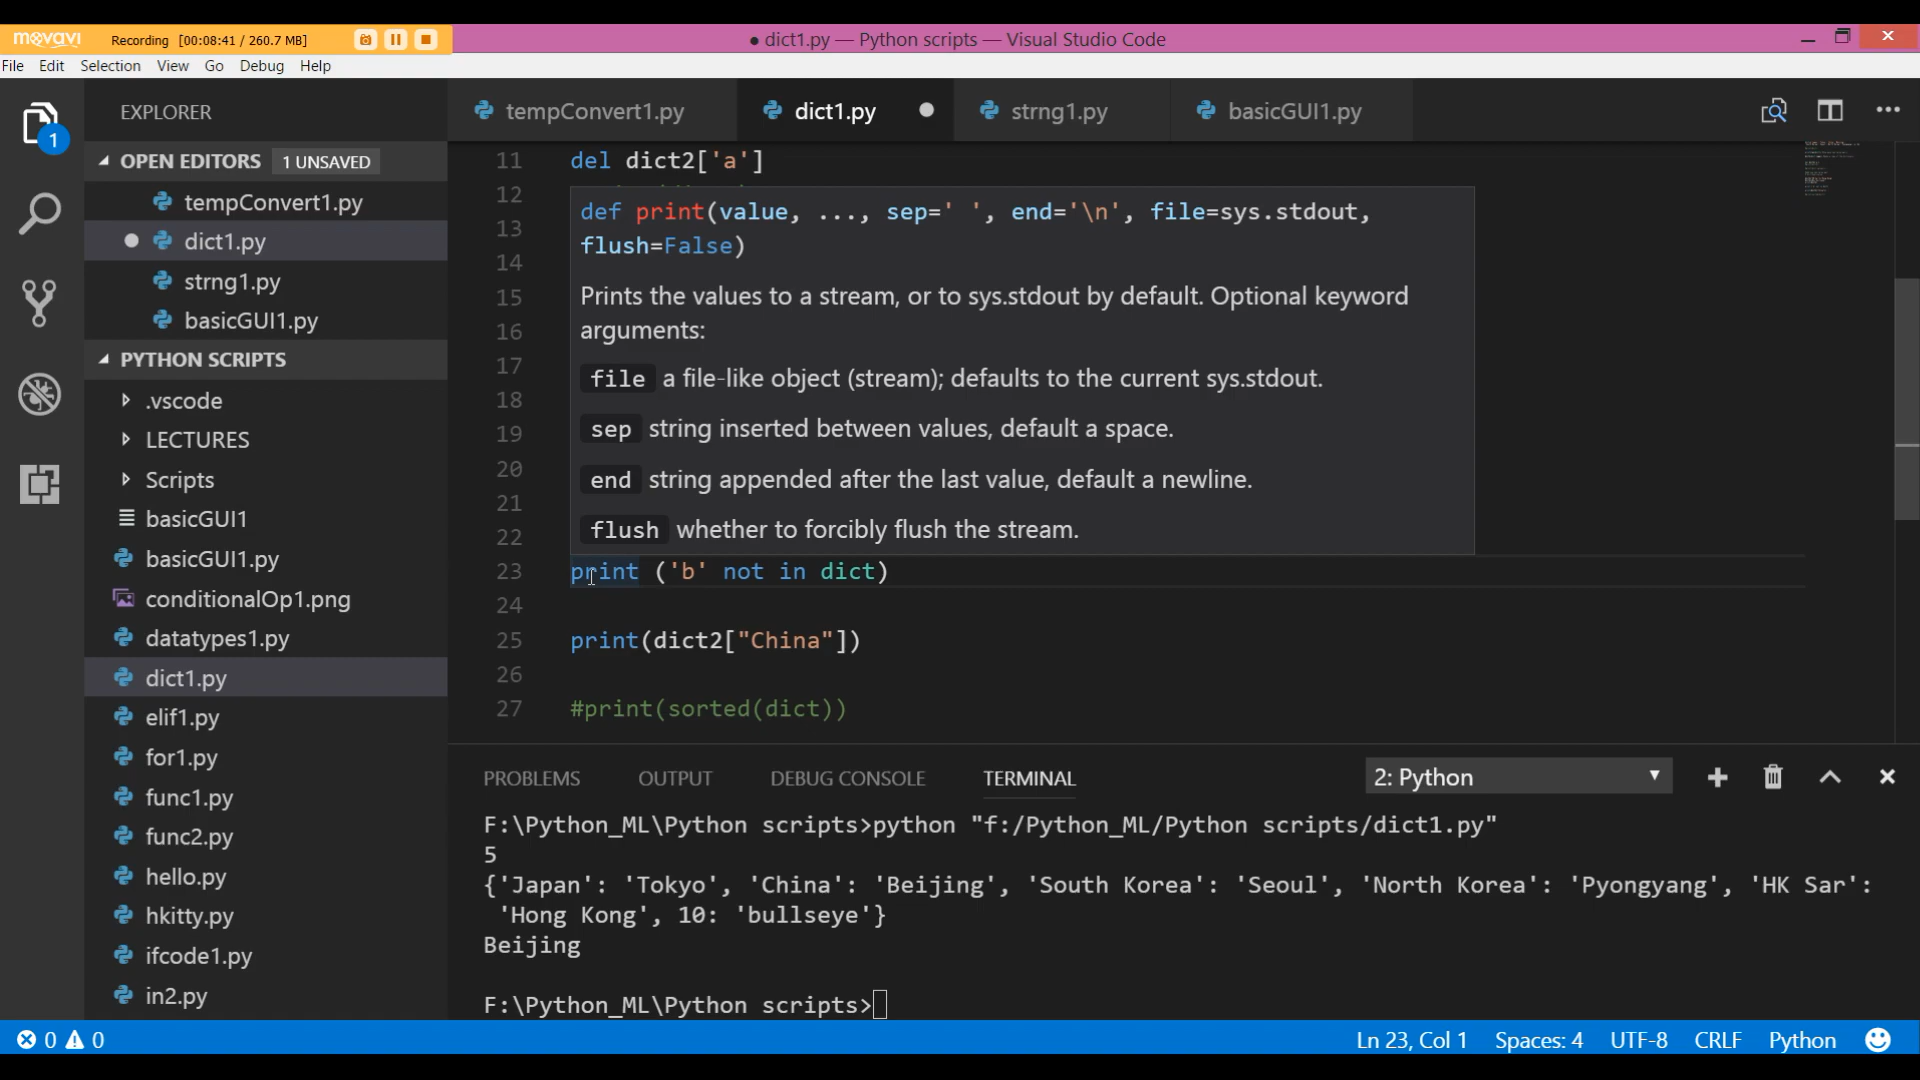 movavi Recording [00:08:41 / 260.7 MB]
● dict1.py — Python scripts — Visual Studio Code
File Edit Selection View Go Debug Help
EXPLORER
1
OPEN EDITORS 1 UNSAVED
tempConvert1.py
dict1.py
strng1.py
basicGUI1.py
PYTHON SCRIPTS
.vscode
LECTURES
Scripts
basicGUI1
basicGUI1.py
conditionalOp1.png
datatypes1.py
dict1.py
elif1.py
for1.py
func1.py
func2.py
hello.py
hkitty.py
ifcode1.py
in2.py
tempConvert1.py dict1.py strng1.py basicGUI1.py
11 del dict2['a']
12
13
14
15
16
17
18
19
20
21
22
def print(value, ..., sep=' ', end='\n', file=sys.stdout,
flush=False)
Prints the values to a stream, or to sys.stdout by default. Optional keyword
arguments:
file a file-like object (stream); defaults to the current sys.stdout.
sep string inserted between values, default a space.
end string appended after the last value, default a newline.
flush whether to forcibly flush the stream.
23 print ('b' not in dict)
24
25 print(dict2["China"])
26
27 #print(sorted(dict))
PROBLEMS OUTPUT DEBUG CONSOLE TERMINAL 2: Python
F:\Python_ML\Python scripts>python "f:/Python_ML/Python scripts/dict1.py"
5
{'Japan': 'Tokyo', 'China': 'Beijing', 'South Korea': 'Seoul', 'North Korea': 'Pyongyang', 'HK Sar':
'Hong Kong', 10: 'bullseye'}
Beijing
F:\Python_ML\Python scripts>
0 0 Ln 23, Col 1 Spaces: 4 UTF-8 CRLF Python